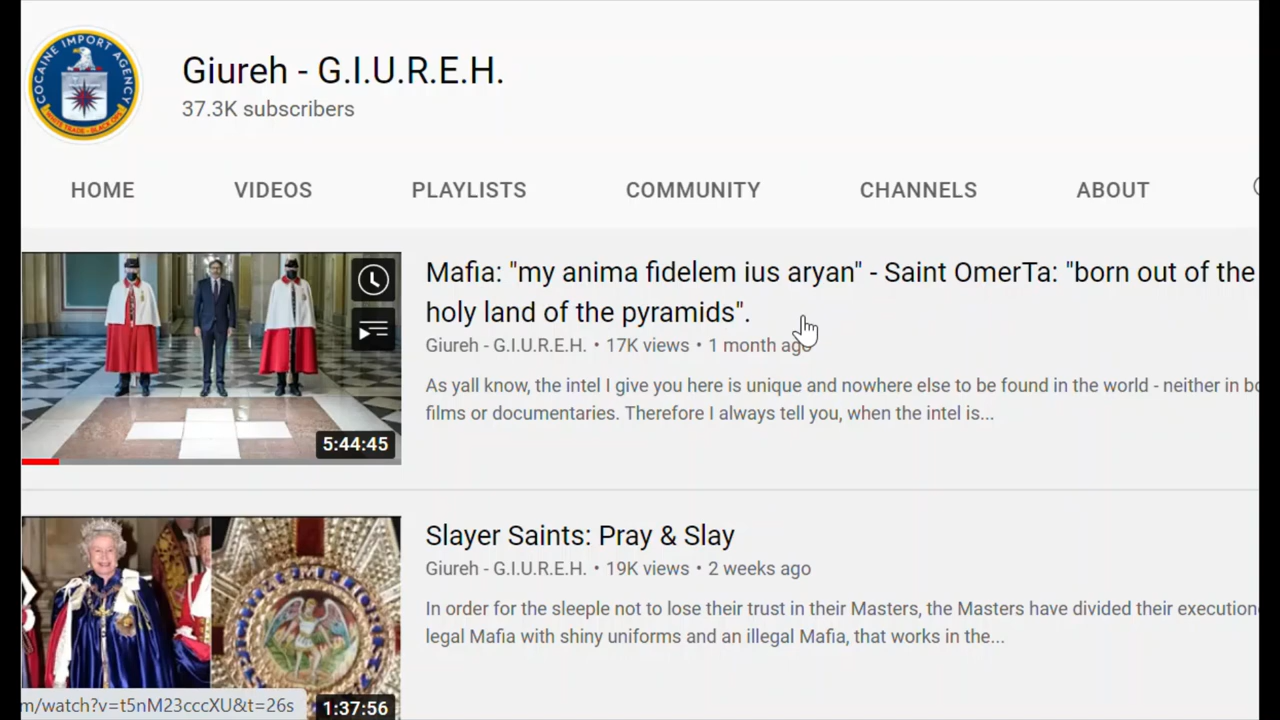 COCAINE IMPORT AGENCY
WHITE TRADE - BLACK OPS
Giureh - G.I.U.R.E.H.
37.3K subscribers
HOME VIDEOS PLAYLISTS COMMUNITY CHANNELS ABOUT
Mafia: "my anima fidelem ius aryan" - Saint OmerTa: "born out of the
holy land of the pyramids".
Giureh - G.I.U.R.E.H. • 17K views • 1 month ago
As yall know, the intel I give you here is unique and nowhere else to be found in the world - neither in bo
films or documentaries. Therefore I always tell you, when the intel is...
5:44:45
Slayer Saints: Pray & Slay
Giureh - G.I.U.R.E.H. • 19K views • 2 weeks ago
In order for the sleeple not to lose their trust in their Masters, the Masters have divided their execution
legal Mafia with shiny uniforms and an illegal Mafia, that works in the...
m/watch?v=t5nM23cccXU&t=26s
1:37:56